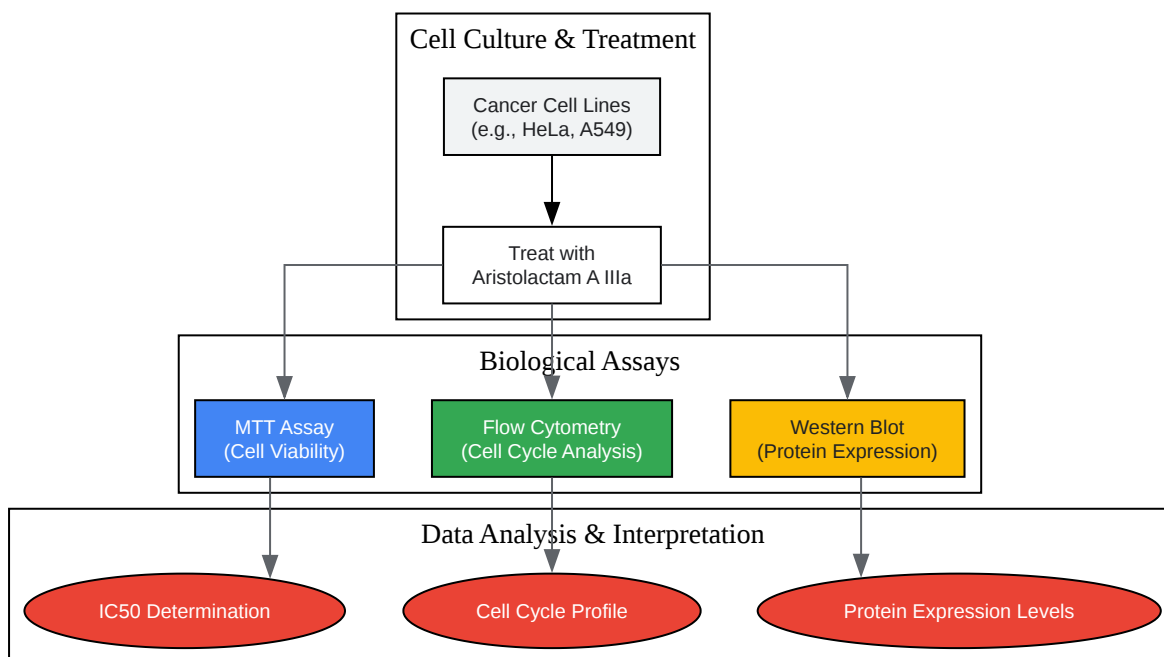 Cell Culture & Treatment
Cancer Cell Lines
(e.g., HeLa, A549)
Treat with
Aristolactam A IIIa
Biological Assays
MTT Assay
(Cell Viability)
Flow Cytometry
(Cell Cycle Analysis)
Western Blot
(Protein Expression)
Data Analysis & Interpretation
IC50 Determination
Cell Cycle Profile
Protein Expression Levels